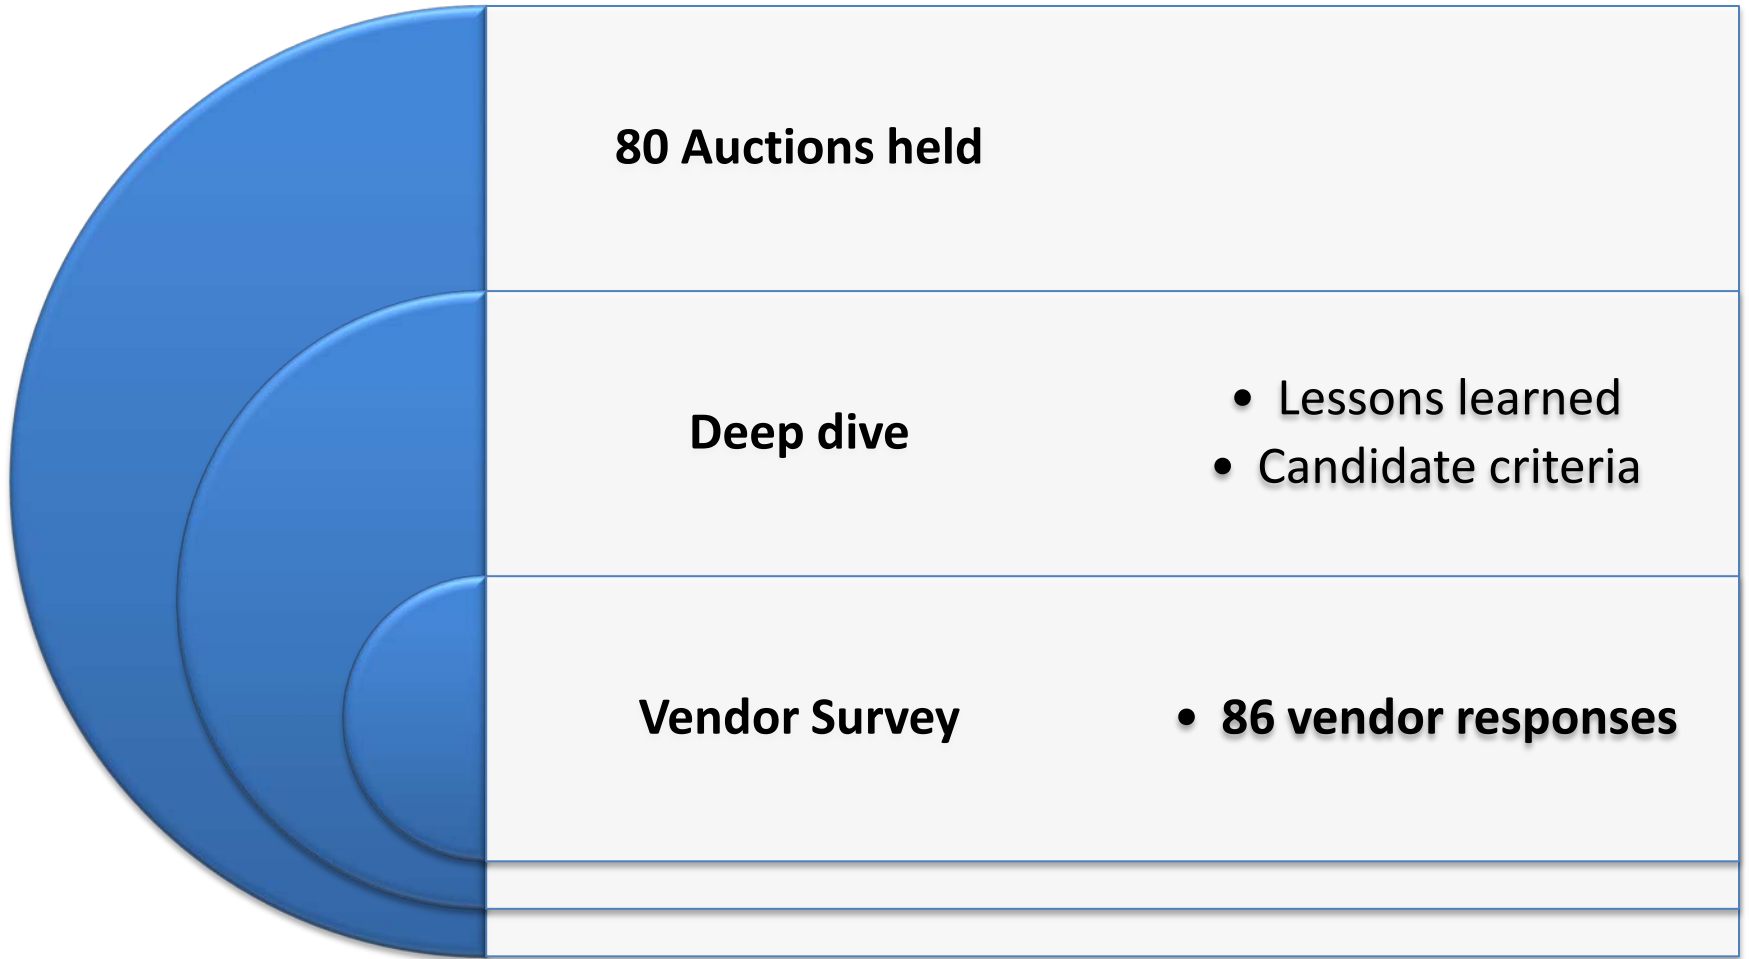 80 Auctions held
Deep dive
• Lessons learned
• Candidate criteria
Vendor Survey
• 86 vendor responses